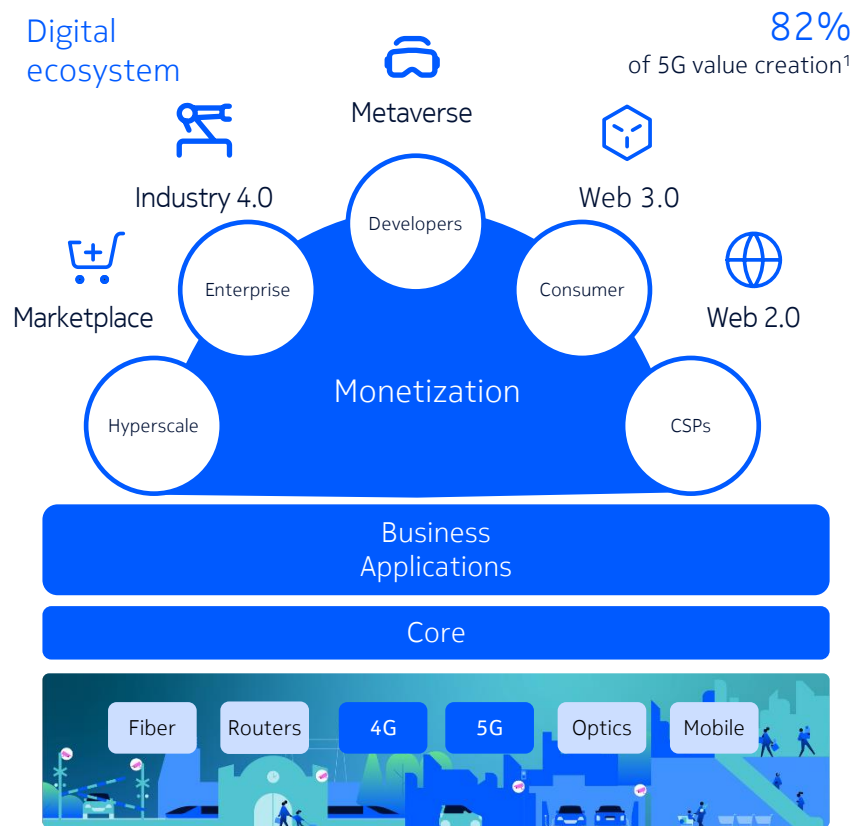 Digital
ecosystem
82%
of 5G value creation¹
Metaverse
Industry 4.0
Web 3.0
Developers
Enterprise
Consumer
Marketplace
Web 2.0
Monetization
Hyperscale
CSPs
Business
Applications
Core
Fiber
Routers
4G
5G
Optics
Mobile